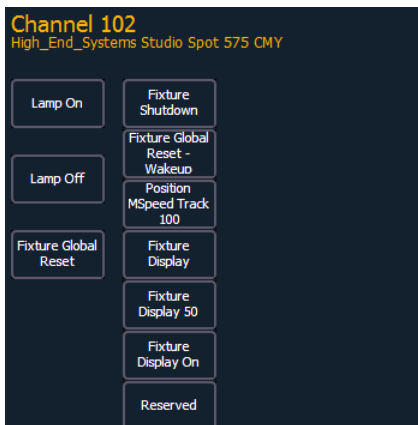 Channel 102
High_End_Systems Studio Spot 575 CMY
Lamp On
Lamp Off
Fixture Global
Reset
Fixture
Shutdown
Fixture Global
Reset -
Wakeup
Position
MSpeed Track
100
Fixture
Display
Fixture
Display 50
Fixture
Display On
Reserved